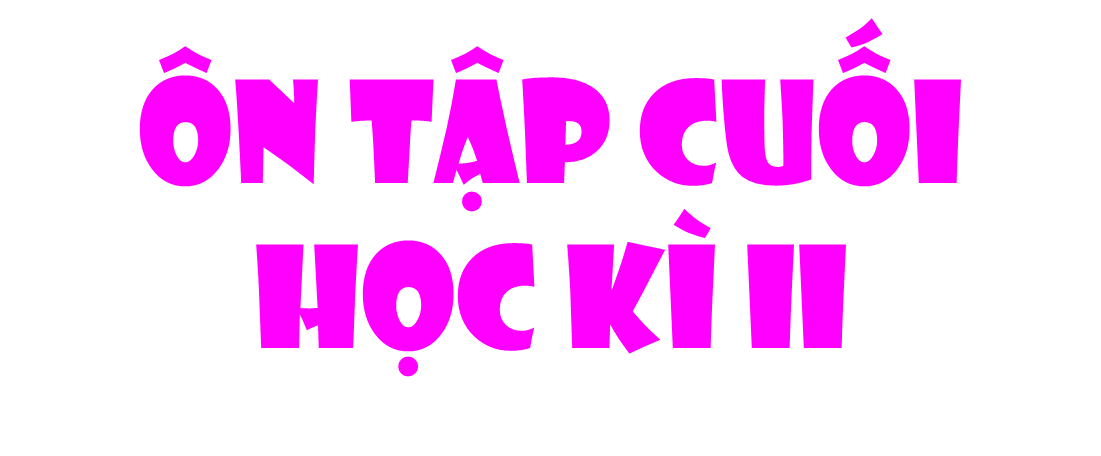 ÔN TẬP CUỐI
HỌC KÌ II